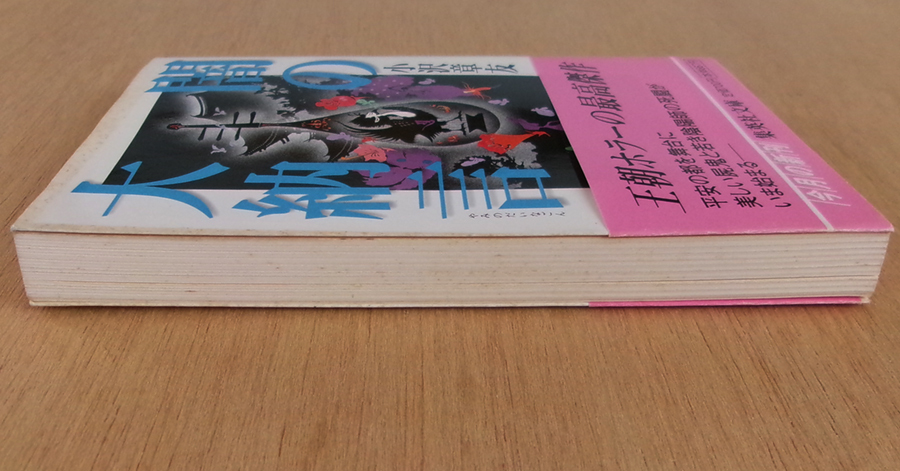 闇の
大納言
小沢章友
やみのだいなごん
王朝ホラーの最高傑作
平安の都を舞台に
美しい魘鬼と若き陰陽師の死闘が
いま始まる――
今月の新刊
集英社文庫